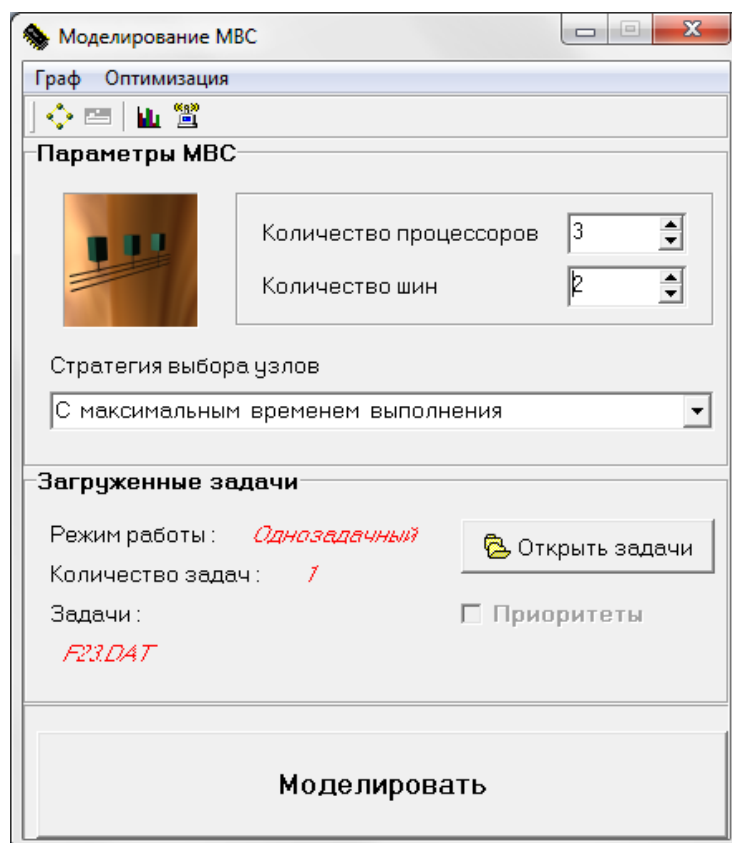 Моделирование МВС
Граф Оптимизация
Параметры МВС
Количество процессоров 3
Количество шин 2
Стратегия выбора узлов
С максимальным временем выполнения
Загруженные задачи
Режим работы : Однозадачный
Открыть задачи
Количество задач : 1
Задачи :
Приоритеты
F23.DAT
Моделировать